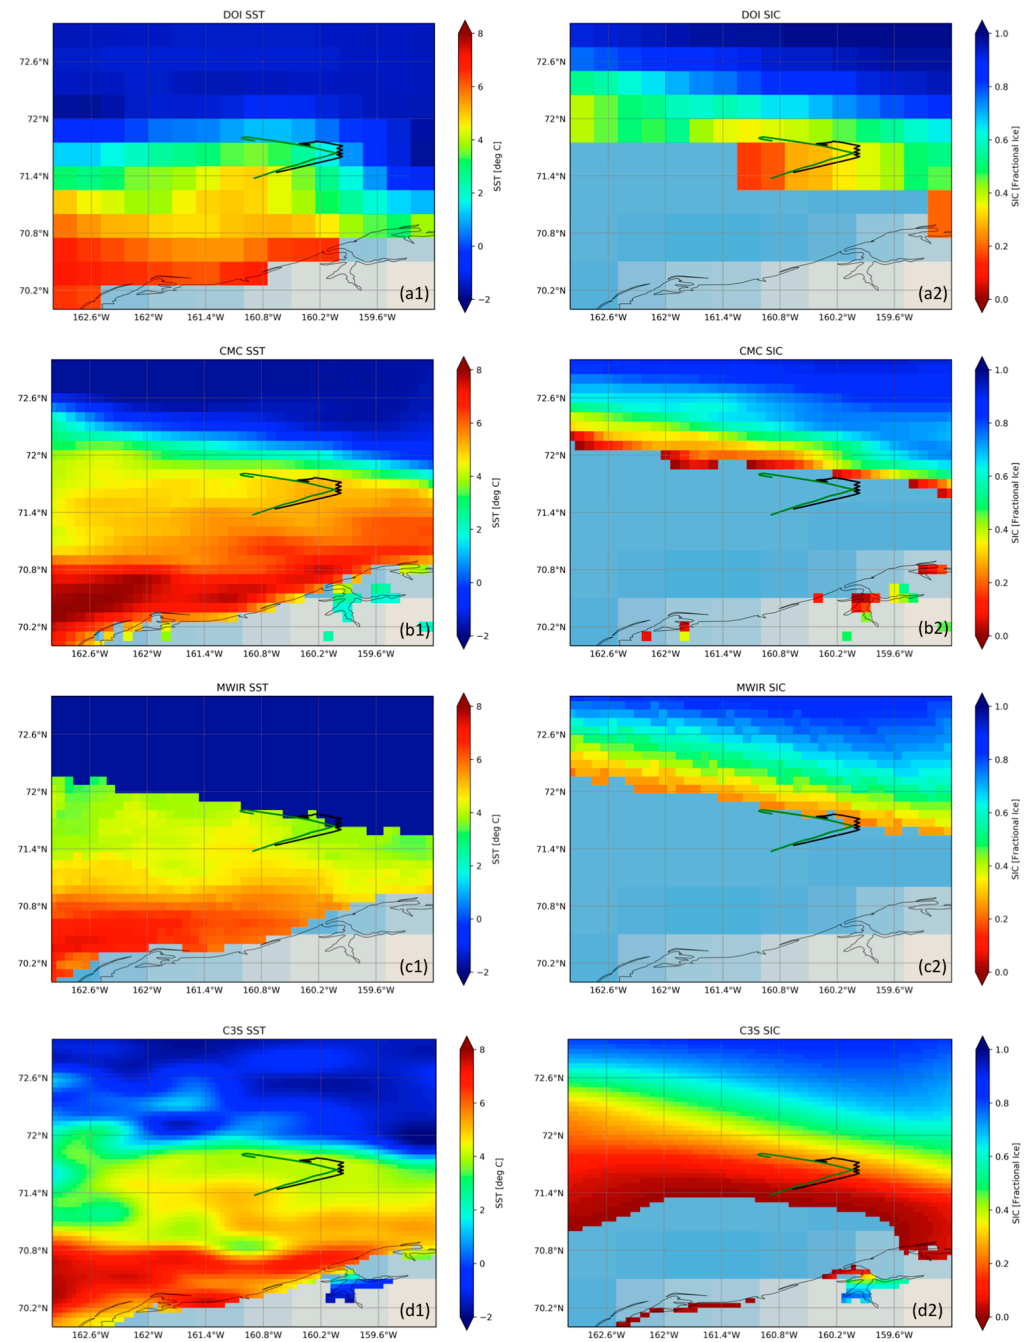 DOI SST
DOI SIC
72.6°N
72°N
71.4°N
70.8°N
70.2°N
162.6°W 162°W 161.4°W 160.8°W 160.2°W 159.6°W
8
6
4
2
0
−2
SST [deg C]
(a1)
72.6°N
72°N
71.4°N
70.8°N
70.2°N
162.6°W 162°W 161.4°W 160.8°W 160.2°W 159.6°W
1.0
0.8
0.6
0.4
0.2
0.0
SIC [Fractional Ice]
(a2)
CMC SST
CMC SIC
72.6°N
72°N
71.4°N
70.8°N
70.2°N
162.6°W 162°W 161.4°W 160.8°W 160.2°W 159.6°W
8
6
4
2
0
−2
SST [deg C]
(b1)
72.6°N
72°N
71.4°N
70.8°N
70.2°N
162.6°W 162°W 161.4°W 160.8°W 160.2°W 159.6°W
1.0
0.8
0.6
0.4
0.2
0.0
SIC [Fractional Ice]
(b2)
MWIR SST
MWIR SIC
72.6°N
72°N
71.4°N
70.8°N
70.2°N
162.6°W 162°W 161.4°W 160.8°W 160.2°W 159.6°W
8
6
4
2
0
−2
SST [deg C]
(c1)
72.6°N
72°N
71.4°N
70.8°N
70.2°N
162.6°W 162°W 161.4°W 160.8°W 160.2°W 159.6°W
1.0
0.8
0.6
0.4
0.2
0.0
SIC [Fractional Ice]
(c2)
C3S SST
C3S SIC
72.6°N
72°N
71.4°N
70.8°N
70.2°N
162.6°W 162°W 161.4°W 160.8°W 160.2°W 159.6°W
8
6
4
2
0
−2
SST [deg C]
(d1)
72.6°N
72°N
71.4°N
70.8°N
70.2°N
162.6°W 162°W 161.4°W 160.8°W 160.2°W 159.6°W
1.0
0.8
0.6
0.4
0.2
0.0
SIC [Fractional Ice]
(d2)